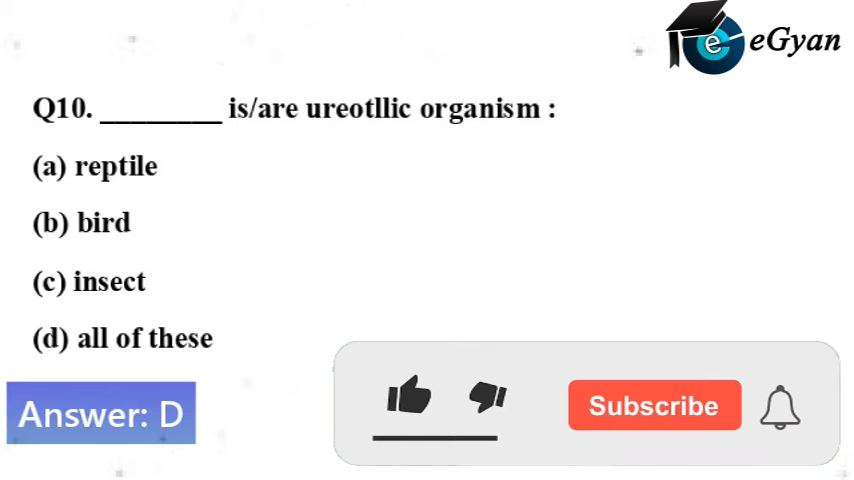 e eGyan
Q10. ________ is/are ureotllic organism :
(a) reptile
(b) bird
(c) insect
(d) all of these
Answer: D
Subscribe